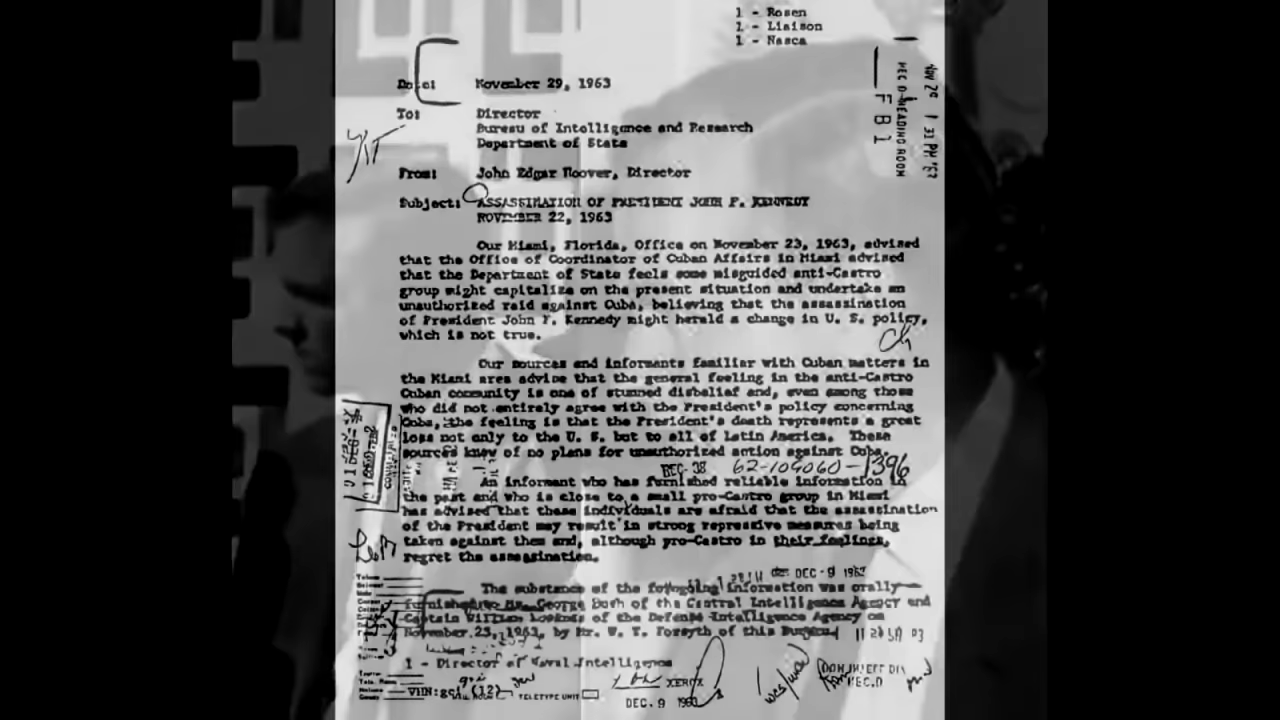 1 - Rosen
1 - Liaison
1 - Nasca
Date: November 29, 1963
To: Director
Bureau of Intelligence and Research
Department of State
From: John Edgar Hoover, Director
Subject: ASSASSINATION OF PRESIDENT JOHN F. KENNEDY
NOVEMBER 22, 1963
Our Miami, Florida, Office on November 23, 1963, advised
that the Office of Coordinator of Cuban Affairs in Miami advised
that the Department of State feels some misguided anti-Castro
group might capitalize on the present situation and undertake an
unauthorized raid against Cuba, believing that the assassination
of President John F. Kennedy might herald a change in U. S. policy,
which is not true.
Our sources and informants familiar with Cuban matters in
the Miami area advise that the general feeling in the anti-Castro
Cuban community is one of stunned disbelief and, even among those
who did not entirely agree with the President's policy concerning
Cuba, the feeling is that the President's death represents a great
loss not only to the U. S. but to all of Latin America. These
sources know of no plans for unauthorized action against Cuba.
REC- 38 62-109060-1396
An informant who has furnished reliable information in
the past and who is close to a small pro-Castro group in Miami
has advised that these individuals are afraid that the assassination
of the President may result in strong repressive measures being
taken against them and, although pro-Castro in their feelings,
regret the assassination.
DEC - 9 1963
The substance of the foregoing information was orally
furnished to Mr. George Bush of the Central Intelligence Agency and
Captain William Edwards of the Defense Intelligence Agency on
November 23, 1963, by Mr. W. T. Forsyth of this Bureau.
1 - Director of Naval Intelligence
VHN:gci (12)
TELETYPE UNIT
XEROX
DEC 9 1963
REC'D READING ROOM
FBI